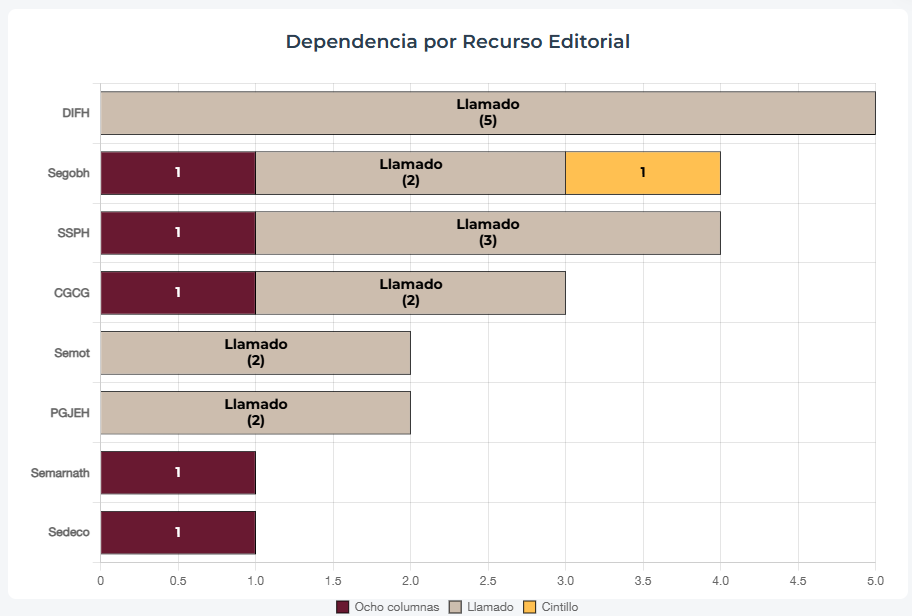 Dependencia por Recurso Editorial
DIFH
Llamado
(5)
Segobh
1
Llamado
(2)
1
SSPH
1
Llamado
(3)
CGCG
1
Llamado
(2)
Semot
Llamado
(2)
PGJEH
Llamado
(2)
Semarnath
1
Sedeco
1
0 0.5 1.0 1.5 2.0 2.5 3.0 3.5 4.0 4.5 5.0
Ocho columnas Llamado Cintillo